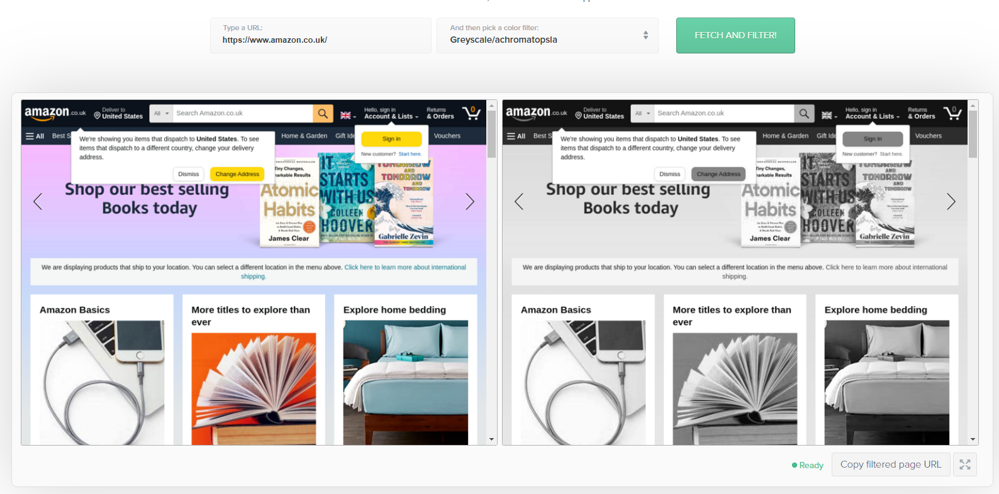 Type a URL:
https://www.amazon.co.uk/
And then pick a color filter:
Greyscale/achromatopsia
FETCH AND FILTER!
amazon.co.uk
Deliver to
United States
All
Search Amazon.co.uk
Hello, sign in
Account & Lists
Returns
& Orders
0
All
Best S
Home & Garden
Gift Ide
Vouchers
We're showing you items that dispatch to United States. To see
items that dispatch to a different country, change your delivery
address.
Dismiss
Change Address
Sign in
New customer? Start here.
Shop our best selling
Books today
Tiny Changes,
Remarkable Results
Atomic
Habits
James Clear
IT
STARTS
WITH US
COLLEEN
HOOVER
TOMORROW
AND
TOMORROW
AND
TOMORROW
Gabrielle Zevin
We are displaying products that ship to your location. You can select a different location in the menu above. Click here to learn more about international
shipping.
Amazon Basics
More titles to explore than
ever
Explore home bedding
amazon.co.uk
Deliver to
United States
All
Search Amazon.co.uk
Hello, sign in
Account & Lists
Returns
& Orders
0
All
Best S
Home & Garden
Gift Ide
Vouchers
We're showing you items that dispatch to United States. To see
items that dispatch to a different country, change your delivery
address.
Dismiss
Change Address
Sign in
New customer? Start here.
Shop our best selling
Books today
Tiny Changes,
Remarkable Results
Atomic
Habits
James Clear
IT
STARTS
WITH US
COLLEEN
HOOVER
TOMORROW
AND
TOMORROW
AND
TOMORROW
Gabrielle Zevin
We are displaying products that ship to your location. You can select a different location in the menu above. Click here to learn more about international
shipping.
Amazon Basics
More titles to explore than
ever
Explore home bedding
Ready
Copy filtered page URL